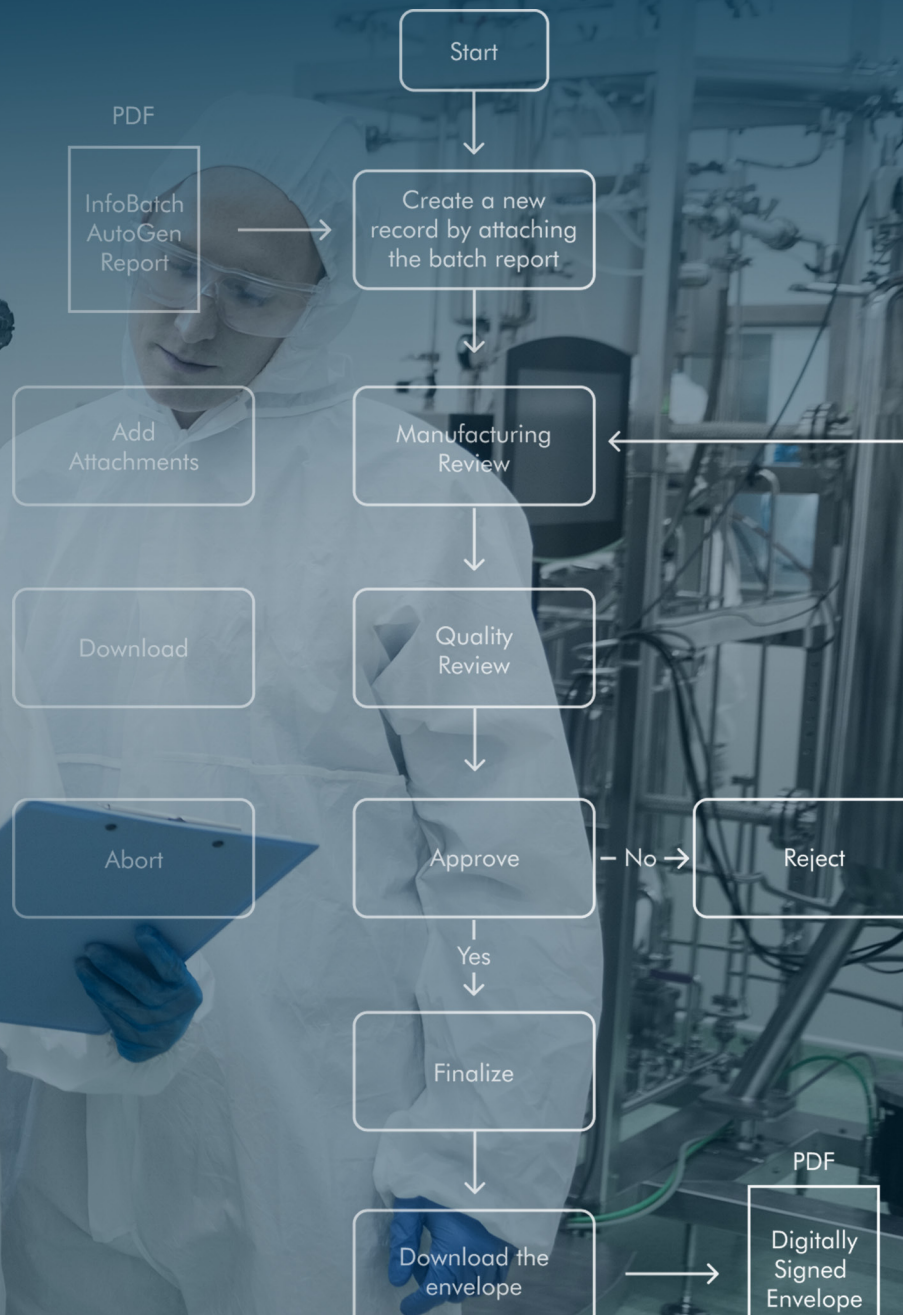 Start
PDF
InfoBatch
AutoGen
Report
Create a new
record by attaching
the batch report
Add
Attachments
Manufacturing
Review
Download
Quality
Review
Abort
Approve
No
Reject
Yes
Finalize
Download the
envelope
PDF
Digitally
Signed
Envelope